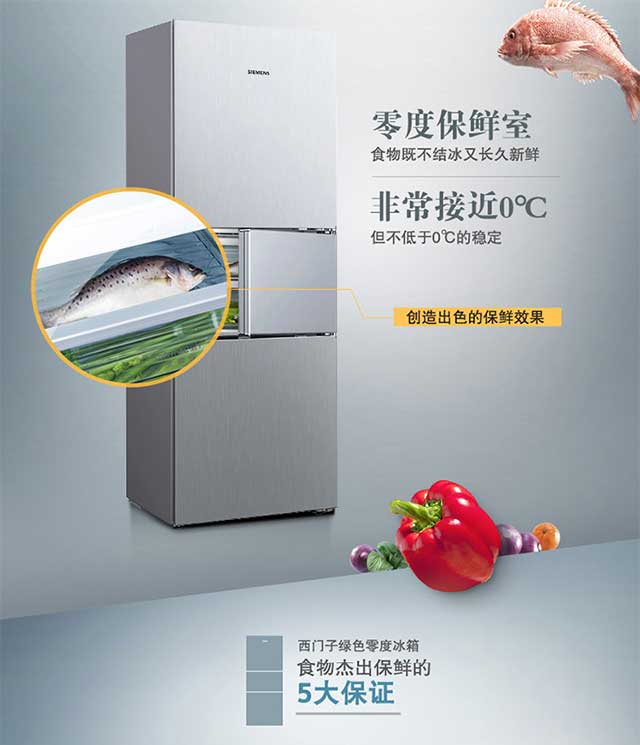 SIEMENS
零度保鲜室
食物既不结冰又长久新鲜
非常接近0℃
但不低于0℃的稳定
创造出色的保鲜效果
西门子绿色零度冰箱
食物杰出保鲜的
5大保证